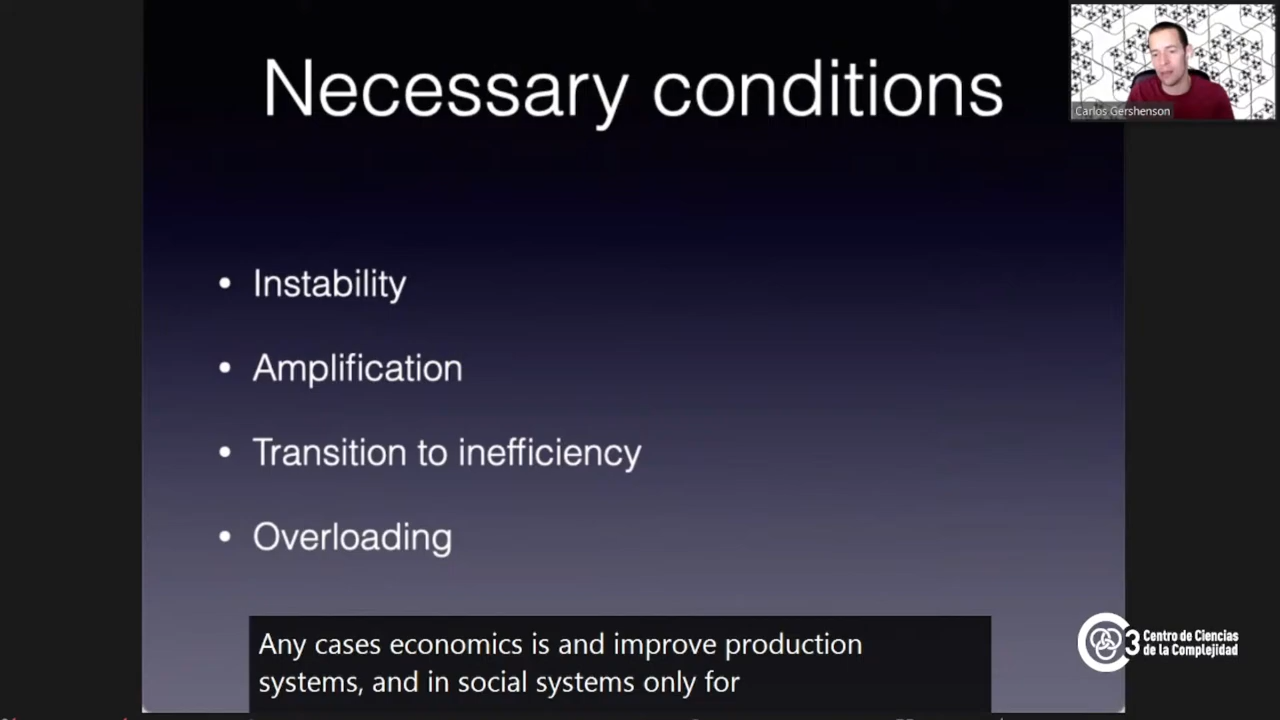 Necessary conditions
Carlos Gershenson
• Instability
• Amplification
• Transition to inefficiency
• Overloading
Any cases economics is and improve production
systems, and in social systems only for
C3 Centro de Ciencias
de la Complejidad